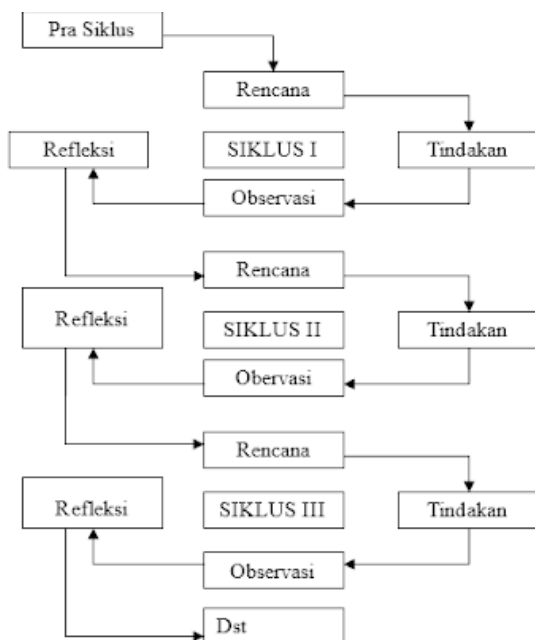 Pra Siklus
Rencana
Refleksi
SIKLUS I
Tindakan
Observasi
Rencana
Refleksi
SIKLUS II
Tindakan
Obervasi
Rencana
Refleksi
SIKLUS III
Tindakan
Observasi
Dst